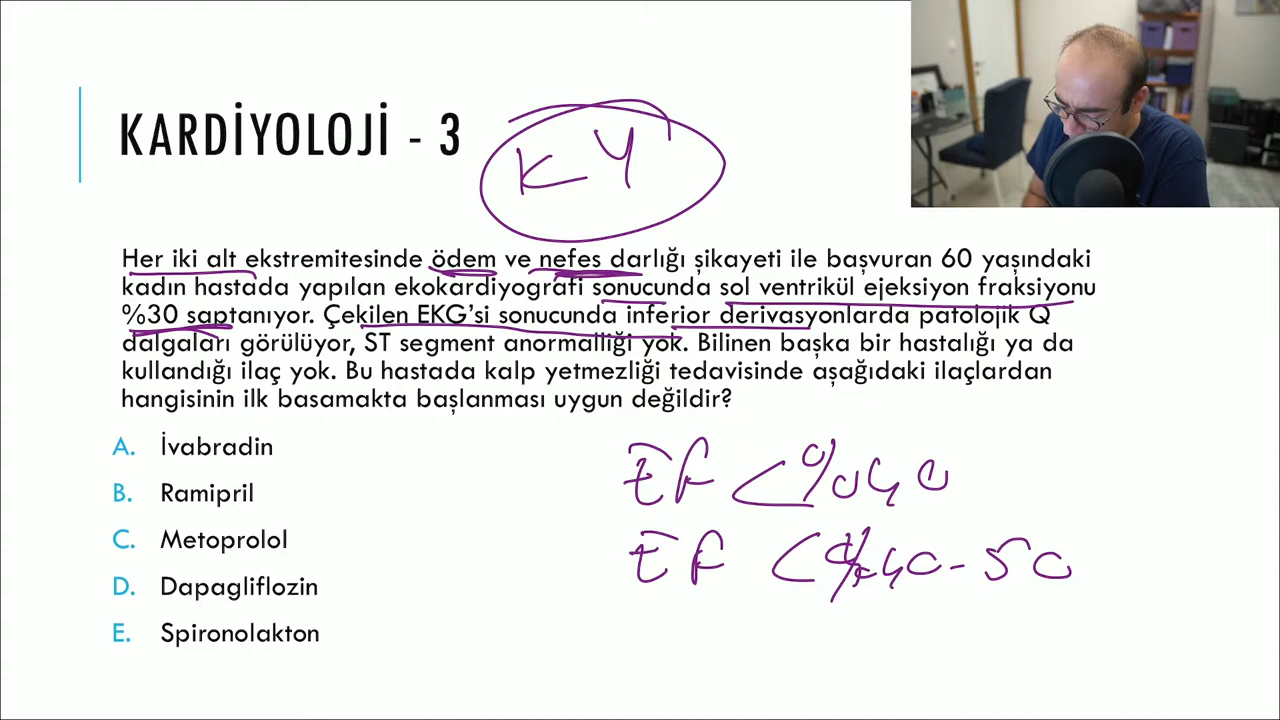 KARDİYOLOJİ - 3
KY
Her iki alt ekstremitesinde ödem ve nefes darlığı şikayeti ile başvuran 60 yaşındaki
kadın hastada yapılan ekokardiyografi sonucunda sol ventrikül ejeksiyon fraksiyonu
%30 saptanıyor. Çekilen EKG’si sonucunda inferior derivasyonlarda patolojik Q
dalgaları görülüyor, ST segment anormalliği yok. Bilinen başka bir hastalığı ya da
kullandığı ilaç yok. Bu hastada kalp yetmezliği tedavisinde aşağıdaki ilaçlardan
hangisinin ilk basamakta başlanması uygun değildir?
A. İvabradin
B. Ramipril
C. Metoprolol
D. Dapagliflozin
E. Spironolakton
EF < %40
EF < %40-50